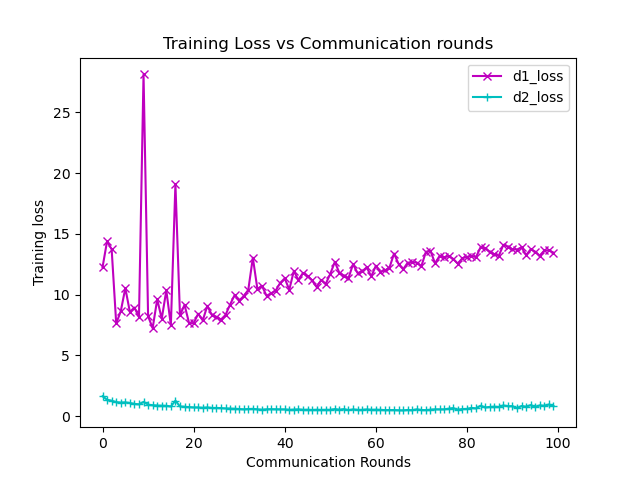 Training Loss vs Communication rounds
d1_loss
d2_loss
Training loss
25
20
15
10
5
0
0 20 40 60 80 100
Communication Rounds